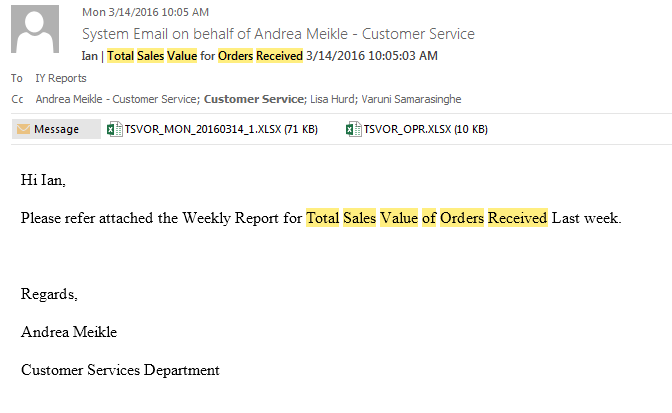 Mon 3/14/2016 10:05 AM
System Email on behalf of Andrea Meikle - Customer Service
Ian | Total Sales Value for Orders Received 3/14/2016 10:05:03 AM
To IY Reports
Cc Andrea Meikle - Customer Service; Customer Service; Lisa Hurd; Varuni Samarasinghe
Message TSVOR_MON_20160314_1.XLSX (71 KB) TSVOR_OPR.XLSX (10 KB)
Hi Ian,
Please refer attached the Weekly Report for Total Sales Value of Orders Received Last week.
Regards,
Andrea Meikle
Customer Services Department